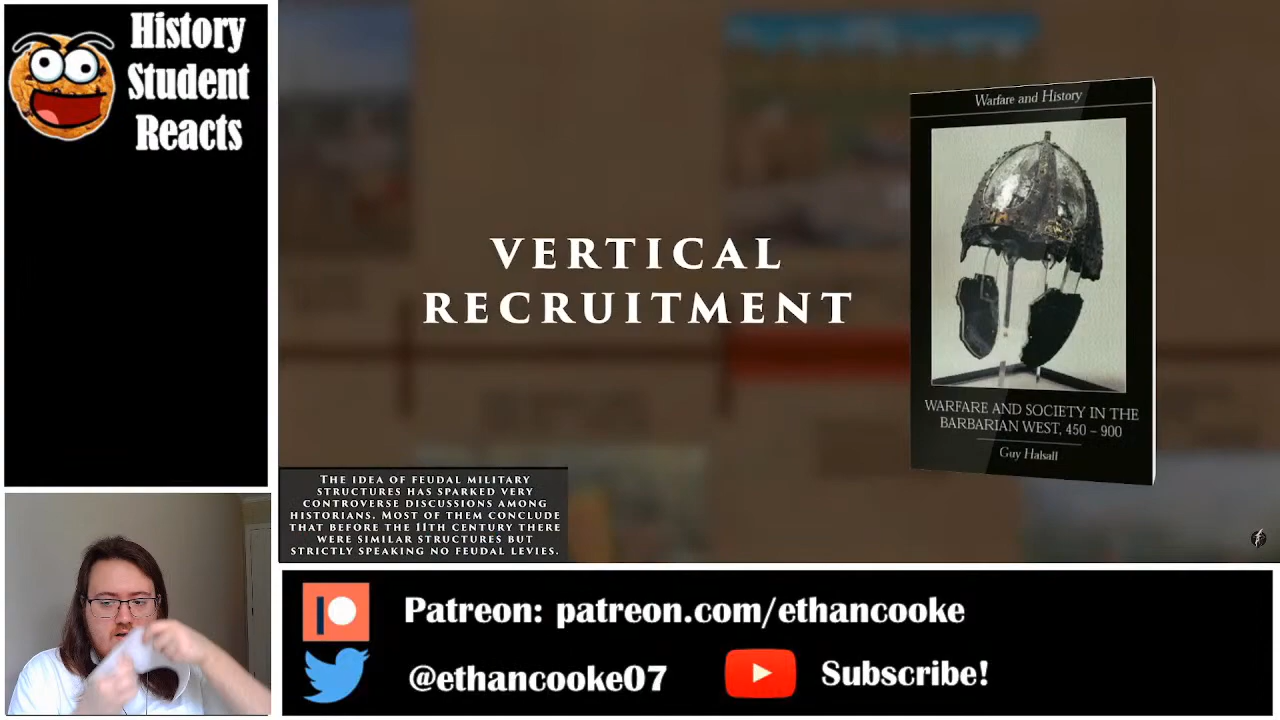 History
Student
Reacts
VERTICAL
RECRUITMENT
Warfare and History
WARFARE AND SOCIETY IN THE
BARBARIAN WEST, 450 – 900
Guy Halsall
THE IDEA OF FEUDAL MILITARY
STRUCTURES HAS SPARKED VERY
CONTROVERSE DISCUSSIONS AMONG
HISTORIANS. MOST OF THEM CONCLUDE
THAT BEFORE THE 11TH CENTURY THERE
WERE SIMILAR STRUCTURES BUT
STRICTLY SPEAKING NO FEUDAL LEVIES.
Patreon: patreon.com/ethancooke
@ethancooke07
Subscribe!